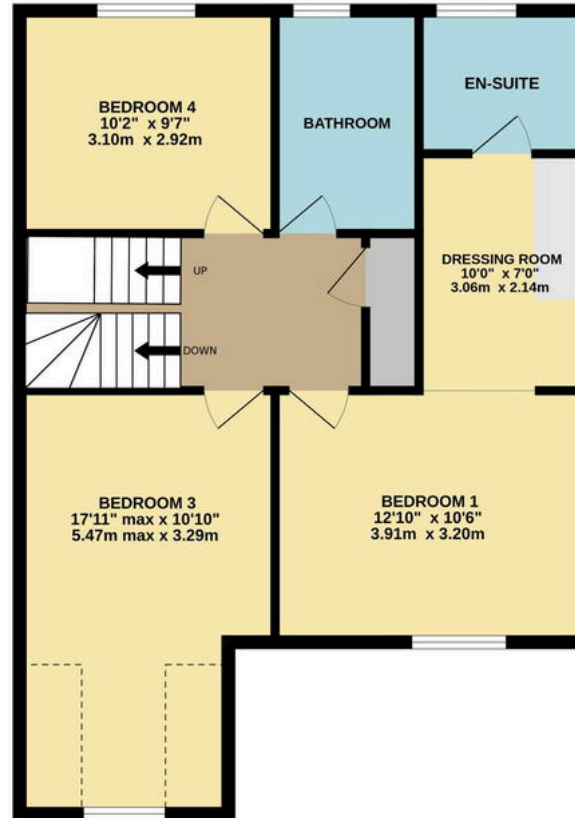 BEDROOM 4
10'2" x 9'7"
3.10m x 2.92m
BATHROOM
EN-SUITE
UP
DOWN
DRESSING ROOM
10'0" x 7'0"
3.06m x 2.14m
BEDROOM 3
17'11" max x 10'10"
5.47m max x 3.29m
BEDROOM 1
12'10" x 10'6"
3.91m x 3.20m